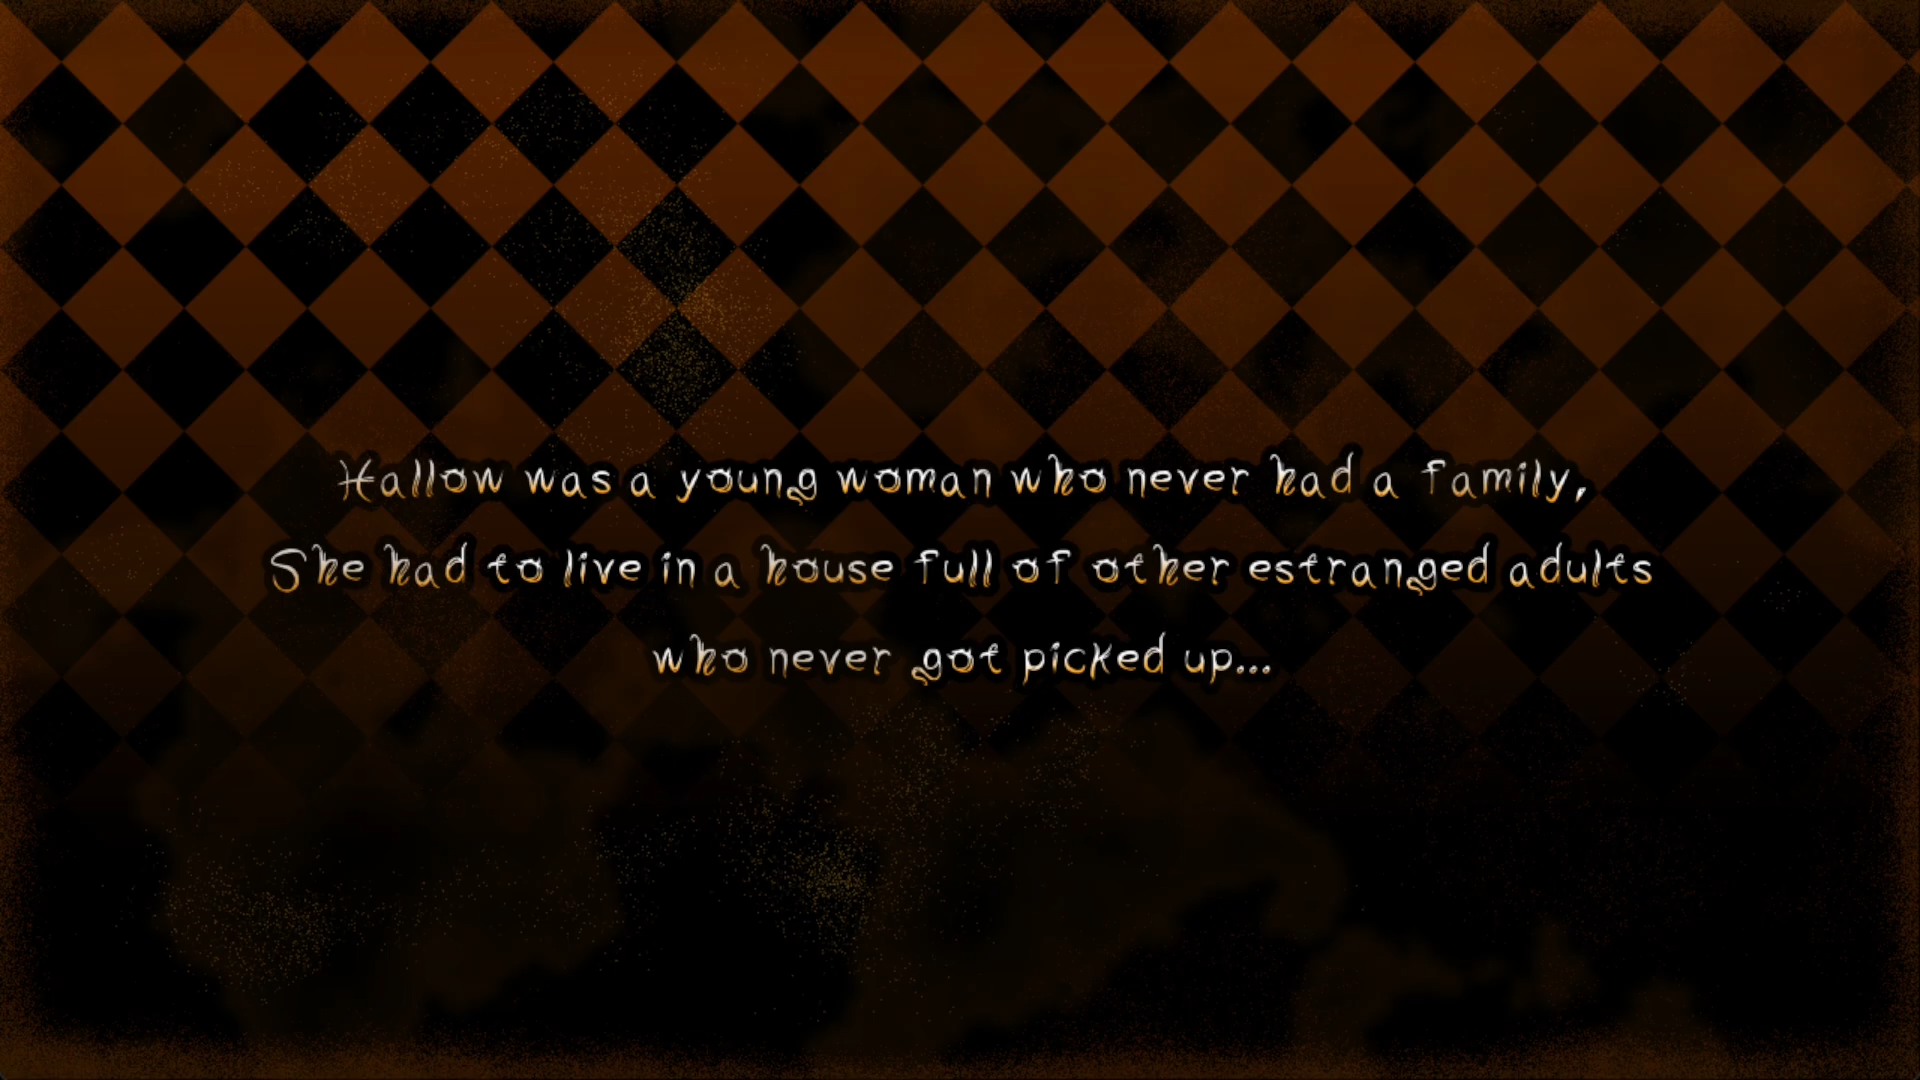 Hallow was a young woman who never had a family,
She had to live in a house full of other estranged adults
who never got picked up...